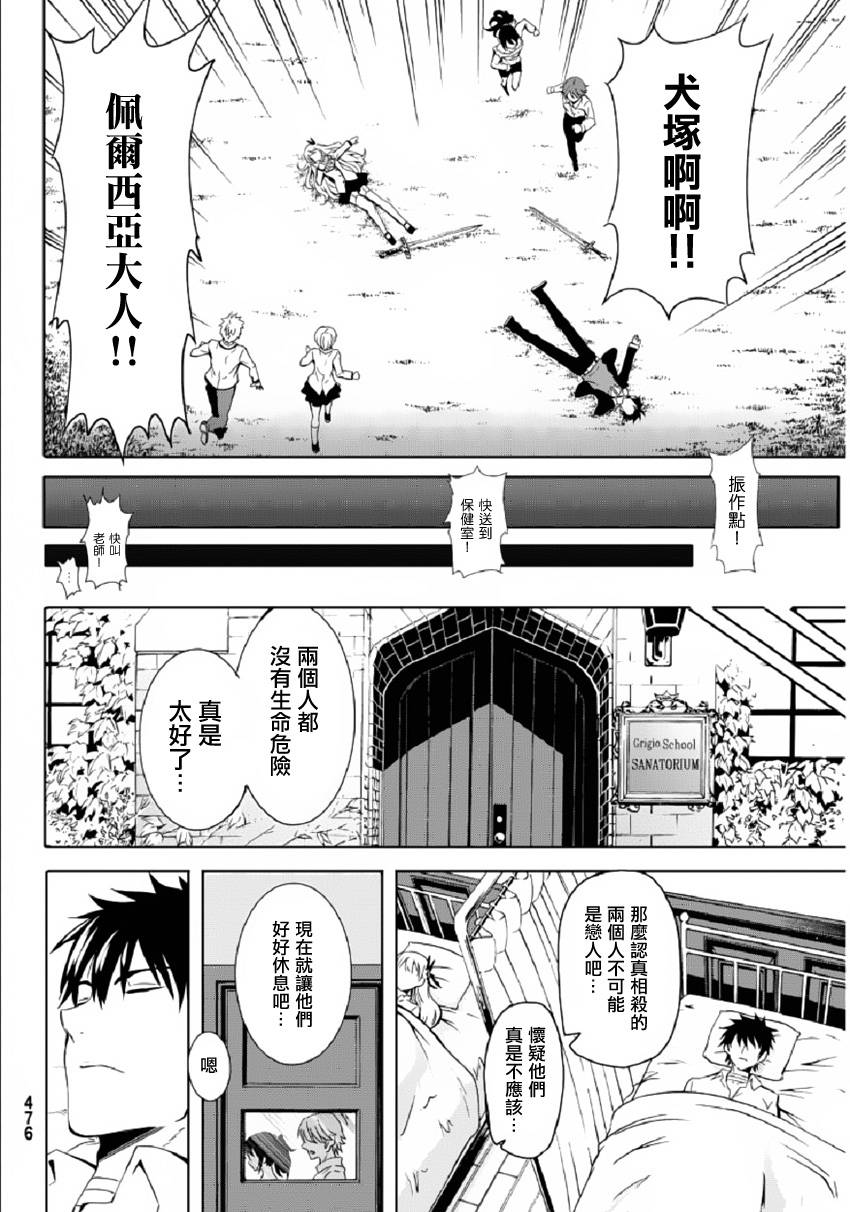 犬塚啊啊!!
佩爾西亞大人!!
振作點！
快送到
保健室！
快叫
老師！
…
兩個人都
沒有生命危險
真是
太好了…
Grigio School
SANATORIUM
那麼認真相殺的
兩個人不可能
是戀人吧…
懷疑他們
真是不應該…
現在就讓他們
好好休息吧…
嗯
476